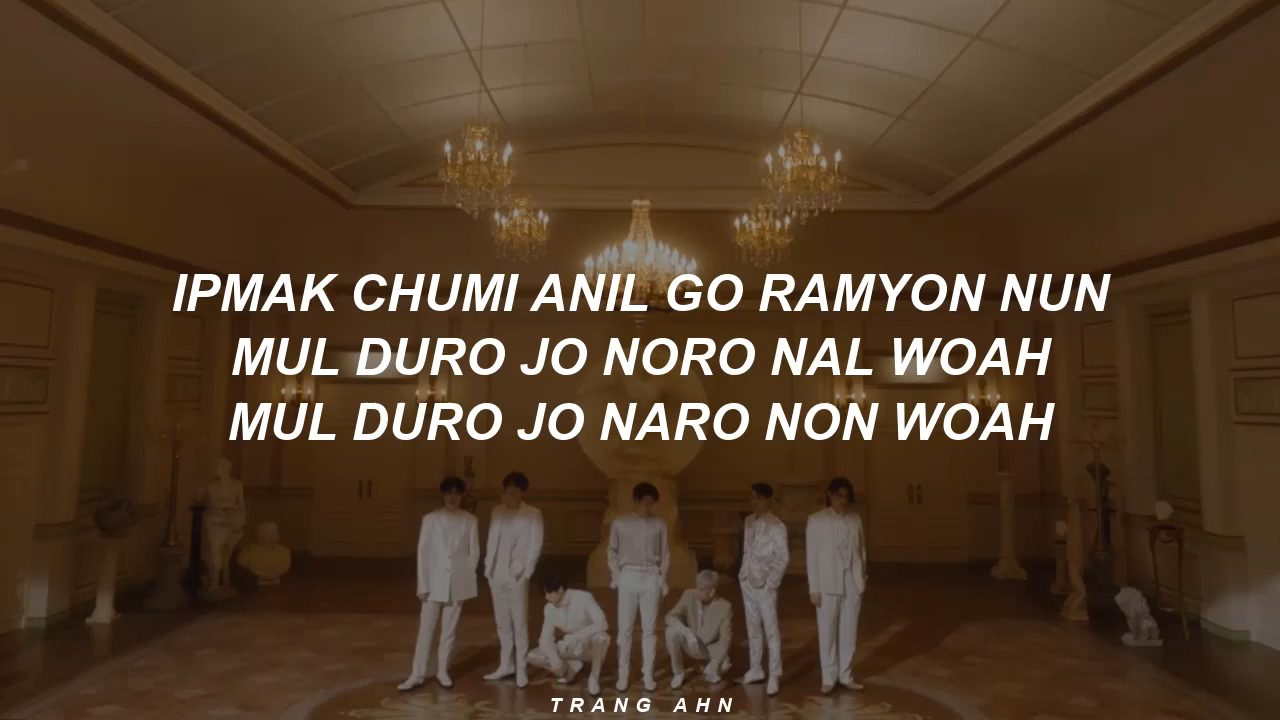 IPMAK CHUMI ANIL GO RAMYON NUN
MUL DURO JO NORO NAL WOAH
MUL DURO JO NARO NON WOAH
TRANG AHN